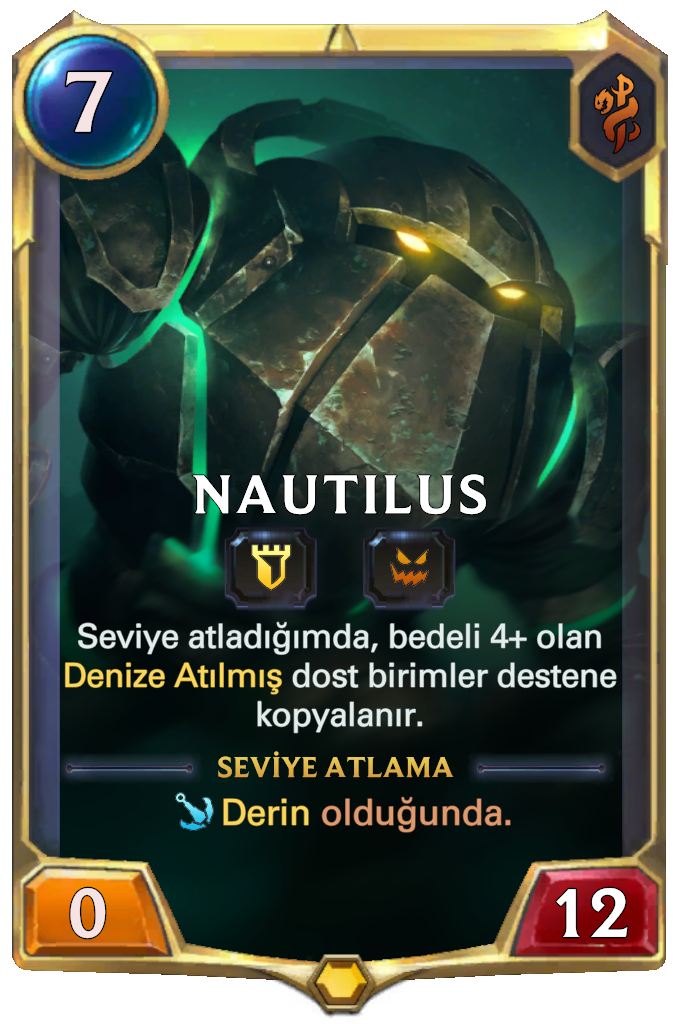 7
NAUTILUS
Seviye atladığımda, bedeli 4+ olan
Denize Atılmış dost birimler destene
kopyalanır.
SEVİYE ATLAMA
Derin olduğunda.
0
12